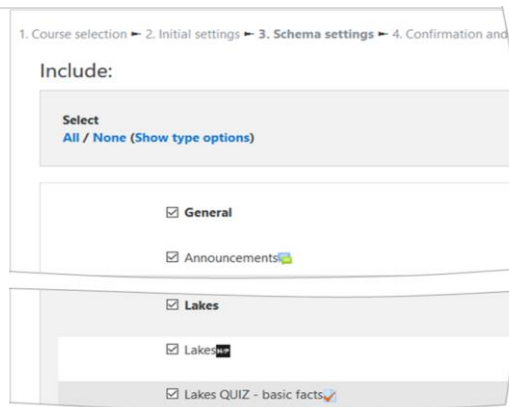 1. Course selection ► 2. Initial settings ► 3. Schema settings ► 4. Confirmation and
Include:
Select
All / None (Show type options)
General
Announcements
Lakes
Lakes H-P
Lakes QUIZ - basic facts